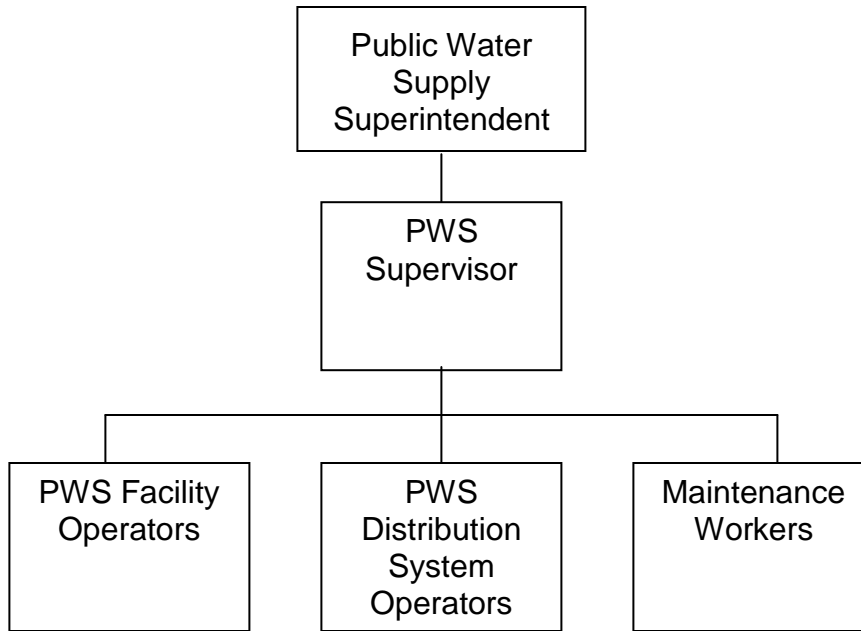 Public Water
Supply
Superintendent
PWS
Supervisor
PWS Facility
Operators
PWS
Distribution
System
Operators
Maintenance
Workers